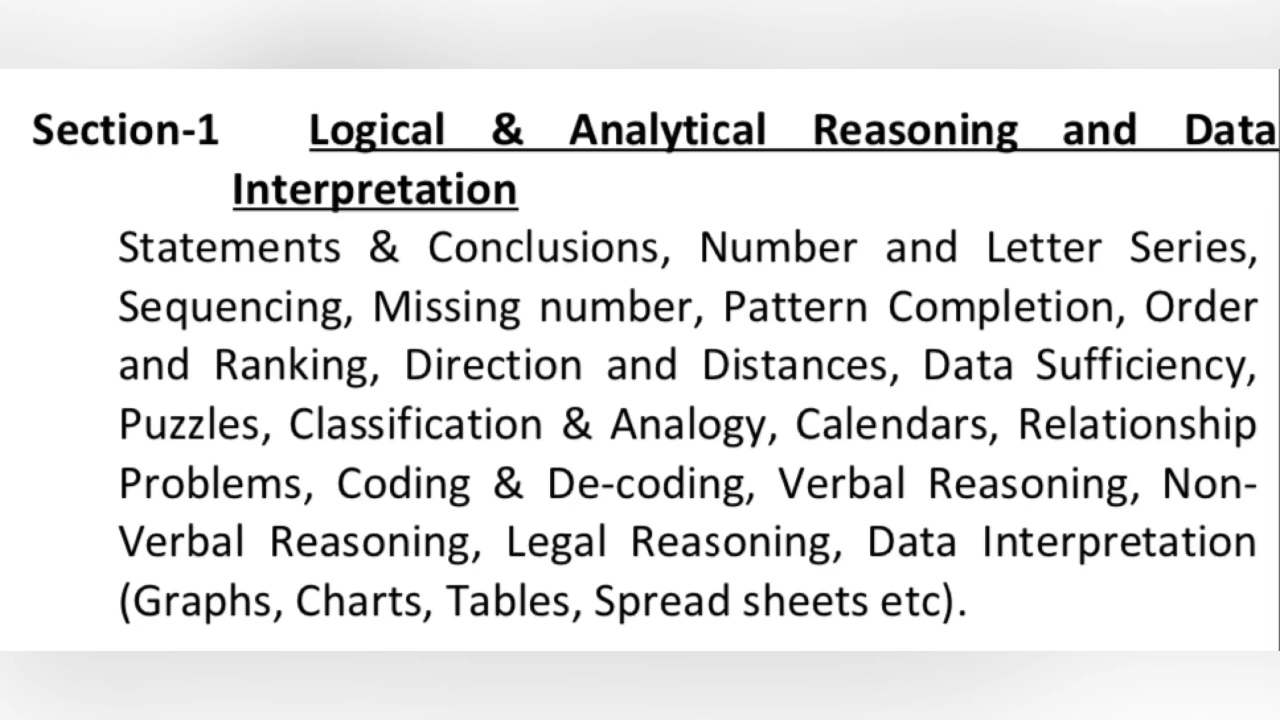 Section-1 Logical & Analytical Reasoning and Data
Interpretation
Statements & Conclusions, Number and Letter Series,
Sequencing, Missing number, Pattern Completion, Order
and Ranking, Direction and Distances, Data Sufficiency,
Puzzles, Classification & Analogy, Calendars, Relationship
Problems, Coding & De-coding, Verbal Reasoning, Non-
Verbal Reasoning, Legal Reasoning, Data Interpretation
(Graphs, Charts, Tables, Spread sheets etc).